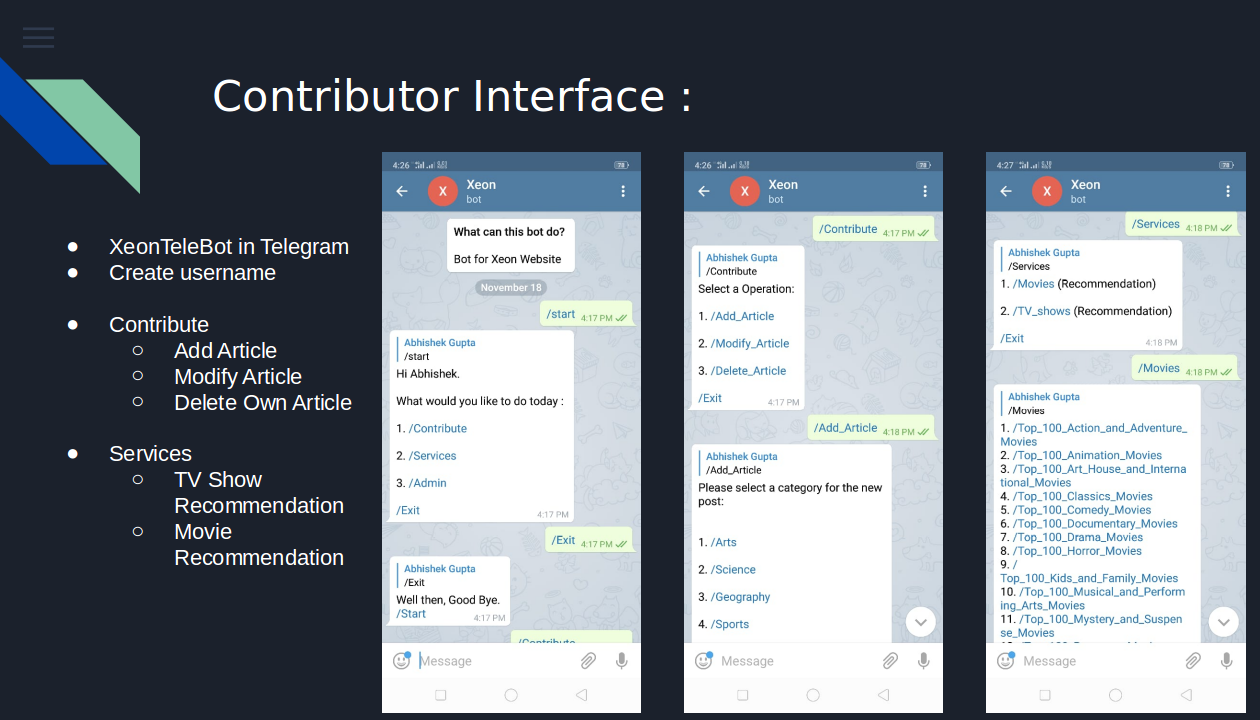 Contributor Interface :
● XeonTeleBot in Telegram
● Create username
● Contribute
○ Add Article
○ Modify Article
○ Delete Own Article
● Services
○ TV Show
Recommendation
○ Movie
Recommendation
4:26
78
X
Xeon
bot
What can this bot do?
Bot for Xeon Website
November 18
/start 4:17 PM
Abhishek Gupta
/start
Hi Abhishek.
What would you like to do today :
1. /Contribute
2. /Services
3. /Admin
/Exit 4:17 PM
/Exit 4:17 PM
Abhishek Gupta
/Exit
Well then, Good Bye.
/Start 4:17 PM
/Contribute
Message
4:26
78
X
Xeon
bot
/Contribute 4:17 PM
Abhishek Gupta
/Contribute
Select a Operation:
1. /Add_Article
2. /Modify_Article
3. /Delete_Article
/Exit 4:17 PM
/Add_Article 4:18 PM
Abhishek Gupta
/Add_Article
Please select a category for the new
post:
1. /Arts
2. /Science
3. /Geography
4. /Sports
Message
4:27
78
X
Xeon
bot
/Services 4:18 PM
Abhishek Gupta
/Services
1. /Movies (Recommendation)
2. /TV_shows (Recommendation)
/Exit 4:18 PM
/Movies 4:18 PM
Abhishek Gupta
/Movies
1. /Top_100_Action_and_Adventure_
Movies
2. /Top_100_Animation_Movies
3. /Top_100_Art_House_and_Interna
tional_Movies
4. /Top_100_Classics_Movies
5. /Top_100_Comedy_Movies
6. /Top_100_Documentary_Movies
7. /Top_100_Drama_Movies
8. /Top_100_Horror_Movies
9. /
Top_100_Kids_and_Family_Movies
10. /Top_100_Musical_and_Perform
ing_Arts_Movies
11. /Top_100_Mystery_and_Suspen
se_Movies
Message